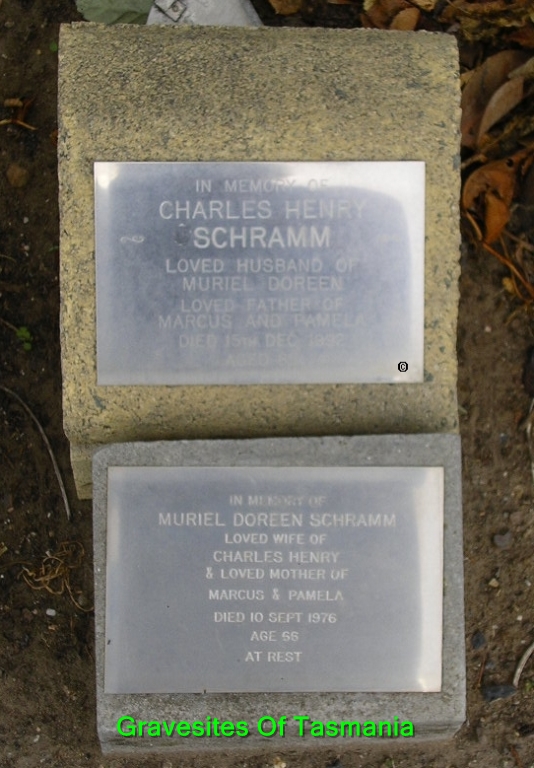 IN MEMORY OF
CHARLES HENRY
SCHRAMM
LOVED HUSBAND OF
MURIEL DOREEN
LOVED FATHER OF
MARCUS AND PAMELA
DIED 15TH DEC 1992
AGED
©
IN MEMORY OF
MURIEL DOREEN SCHRAMM
LOVED WIFE OF
CHARLES HENRY
& LOVED MOTHER OF
MARCUS & PAMELA
DIED 10 SEPT 1976
AGE 66
AT REST
Gravesites Of Tasmania